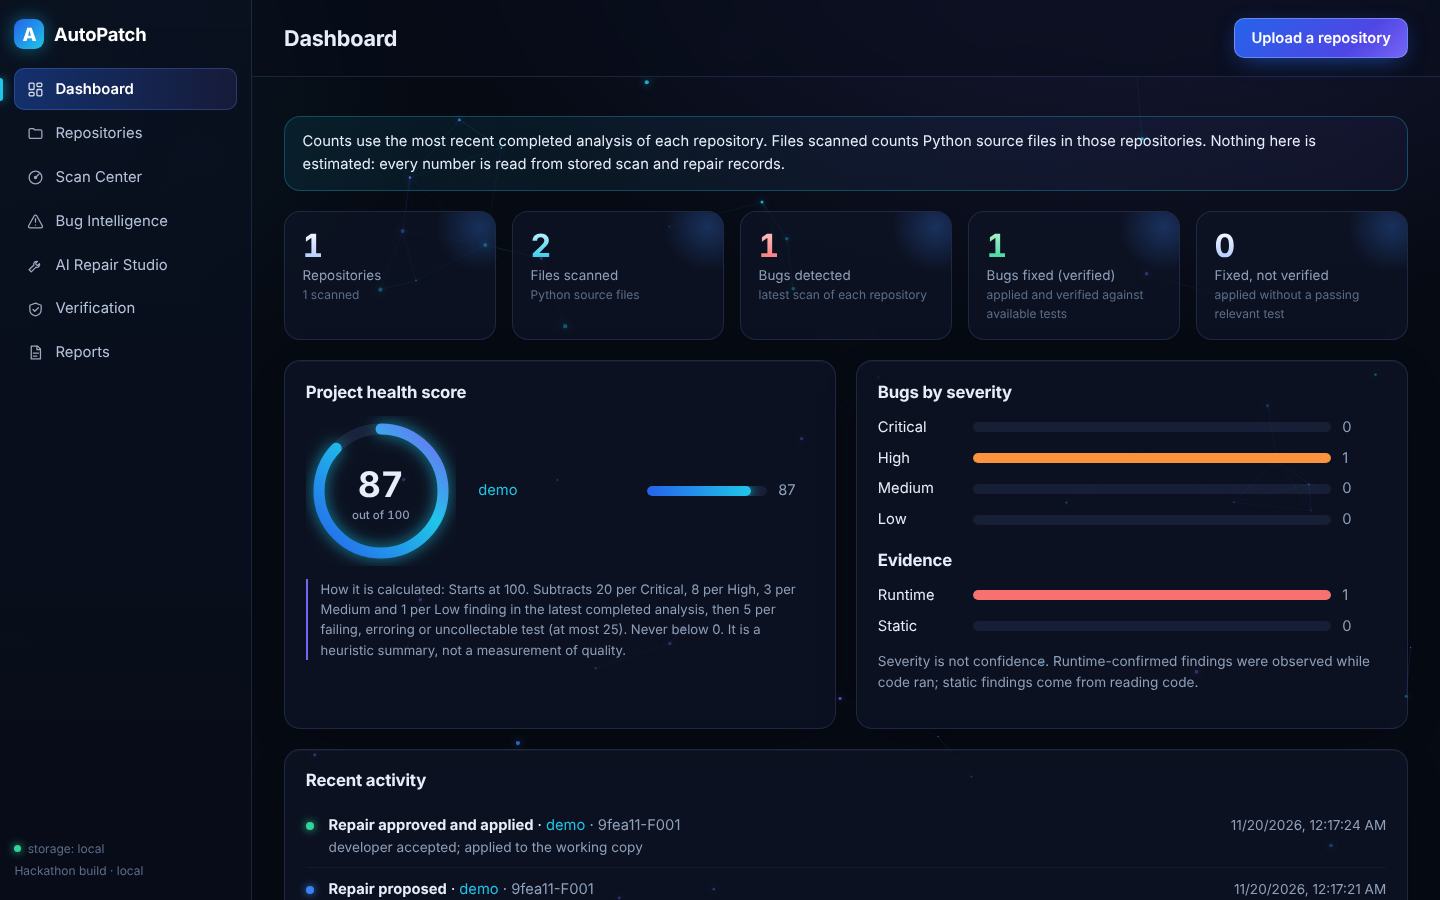 A AutoPatch
Dashboard
Repositories
Scan Center
Bug Intelligence
AI Repair Studio
Verification
Reports
storage: local
Hackathon build · local
Dashboard
Upload a repository
Counts use the most recent completed analysis of each repository. Files scanned counts Python source files in those repositories. Nothing here is
estimated: every number is read from stored scan and repair records.
1
Repositories
1 scanned
2
Files scanned
Python source files
1
Bugs detected
latest scan of each repository
1
Bugs fixed (verified)
applied and verified against
available tests
0
Fixed, not verified
applied without a passing
relevant test
Project health score
87
out of 100
demo 87
How it is calculated: Starts at 100. Subtracts 20 per Critical, 8 per High, 3 per
Medium and 1 per Low finding in the latest completed analysis, then 5 per
failing, erroring or uncollectable test (at most 25). Never below 0. It is a
heuristic summary, not a measurement of quality.
Bugs by severity
Critical 0
High 1
Medium 0
Low 0
Evidence
Runtime 1
Static 0
Severity is not confidence. Runtime-confirmed findings were observed while
code ran; static findings come from reading code.
Recent activity
Repair approved and applied · demo · 9fea11-F001 11/20/2026, 12:17:24 AM
developer accepted; applied to the working copy
Repair proposed · demo · 9fea11-F001 11/20/2026, 12:17:21 AM